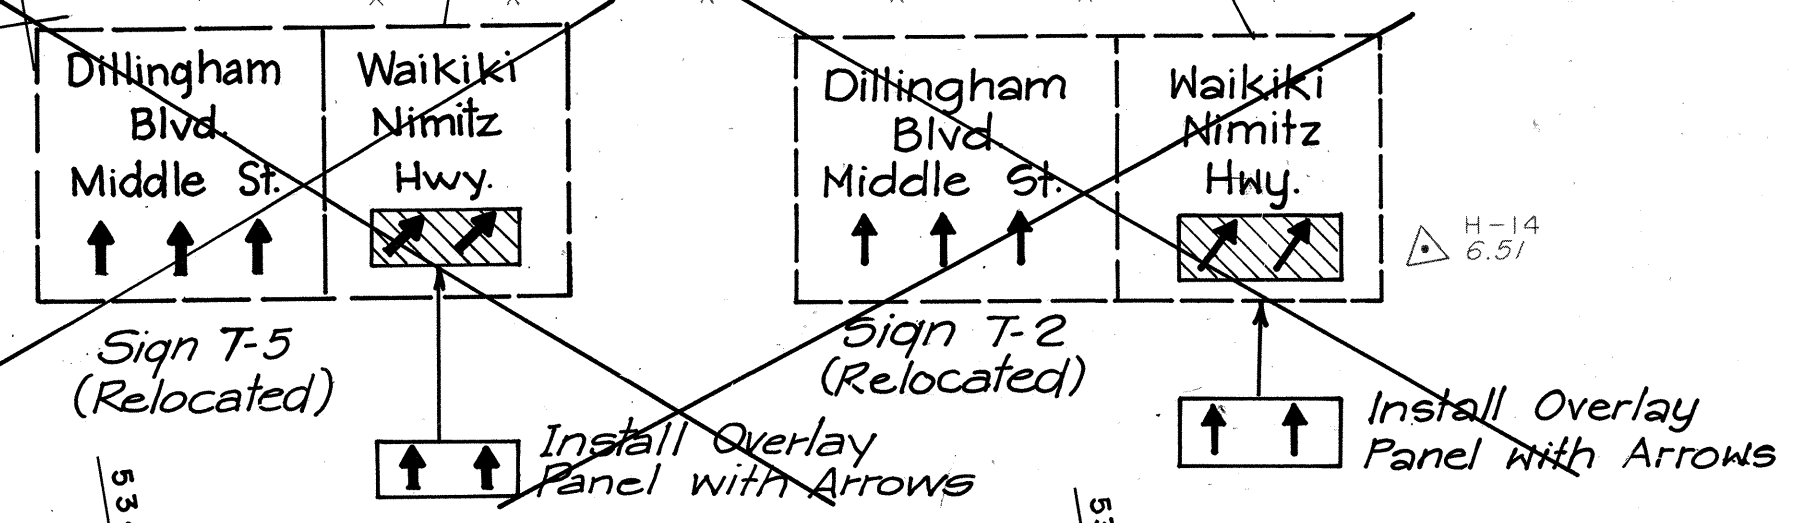 Dillingham
Blvd.
Middle St.
Waikiki
Nimitz
Hwy.
Sign T-5
(Relocated)
Install Overlay
Panel with Arrows
Dillingham
Blvd
Middle St.
Waikiki
Nimitz
Hwy.
Sign T-2
(Relocated)
Install Overlay
Panel with Arrows
H-14
6.51
53